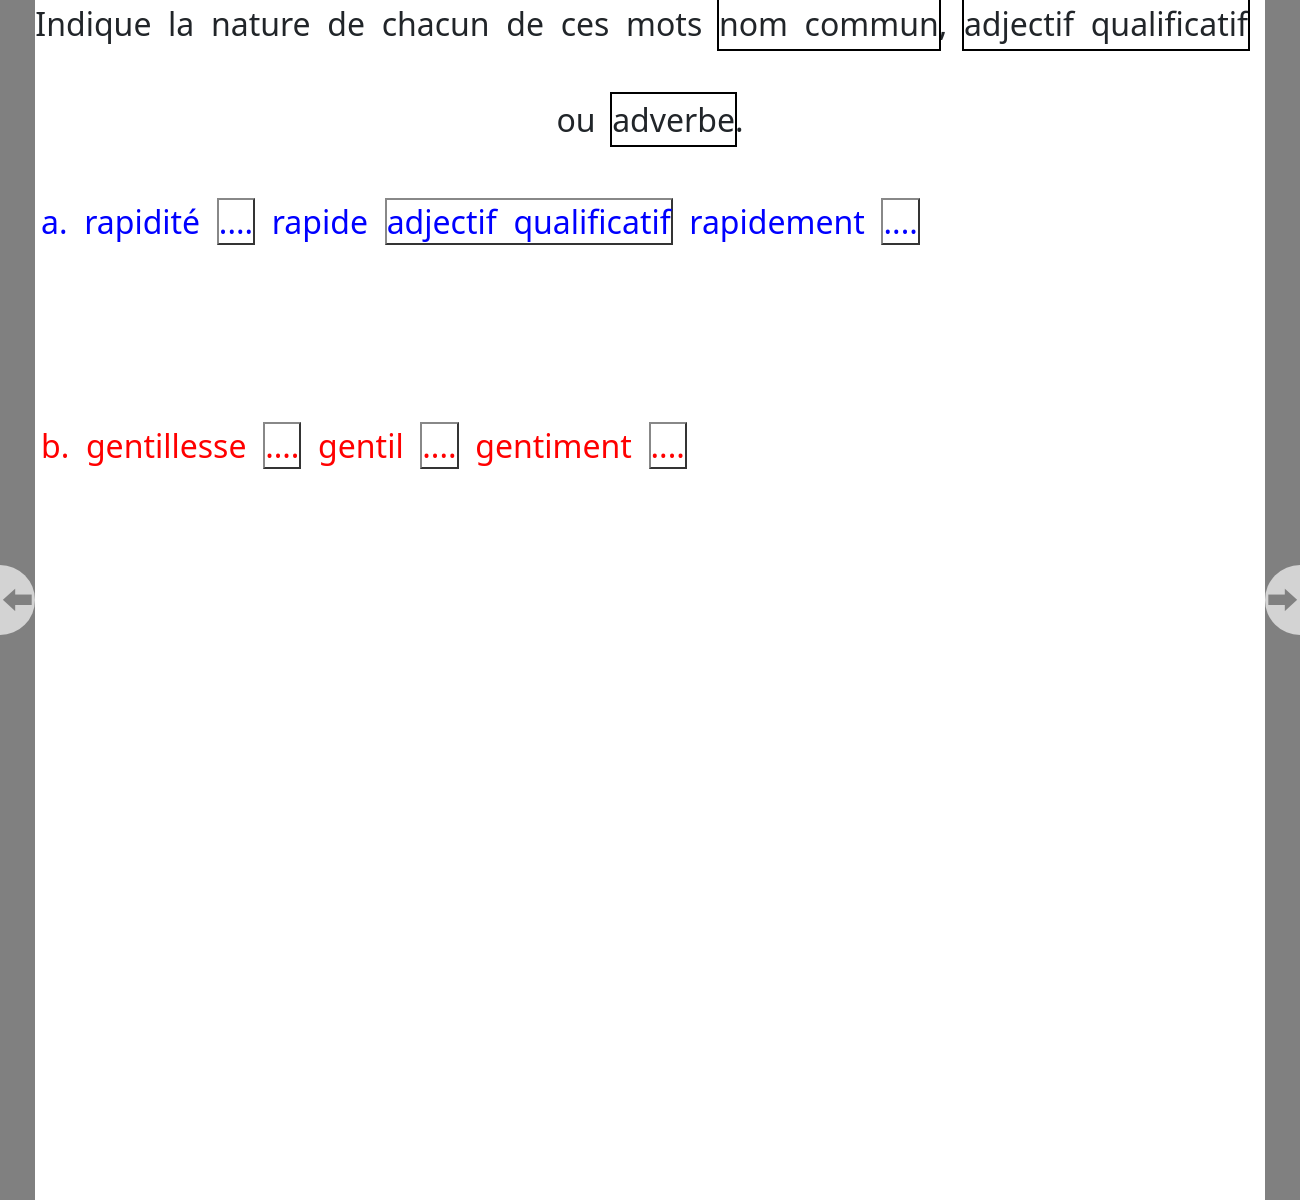 Indique la nature de chacun de ces mots nom commun, adjectif qualificatif
ou adverbe.
a. rapidité .... rapide adjectif qualificatif rapidement ....
b. gentillesse .... gentil .... gentiment ....